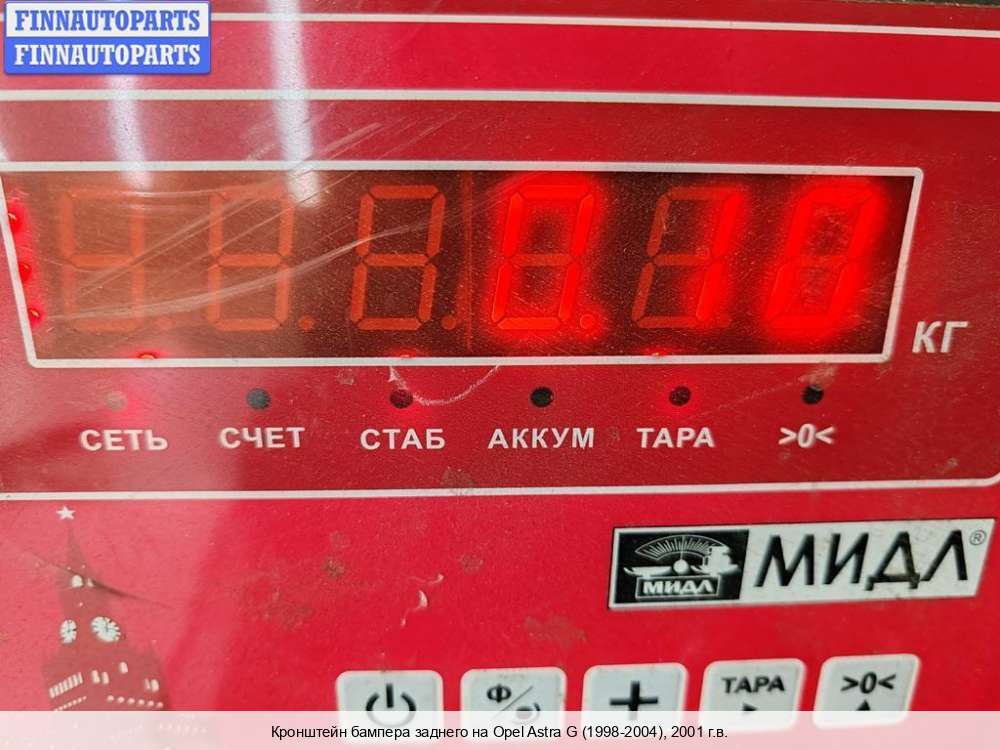 FINNAUTOPARTS
FINNAUTOPARTS
0.10
КГ
СЕТЬ СЧЕТ СТАБ АККУМ ТАРА >0<
МИДЛ МИДЛ®
Ф ТАРА >0<
Кронштейн бампера заднего на Opel Astra G (1998-2004), 2001 г.в.